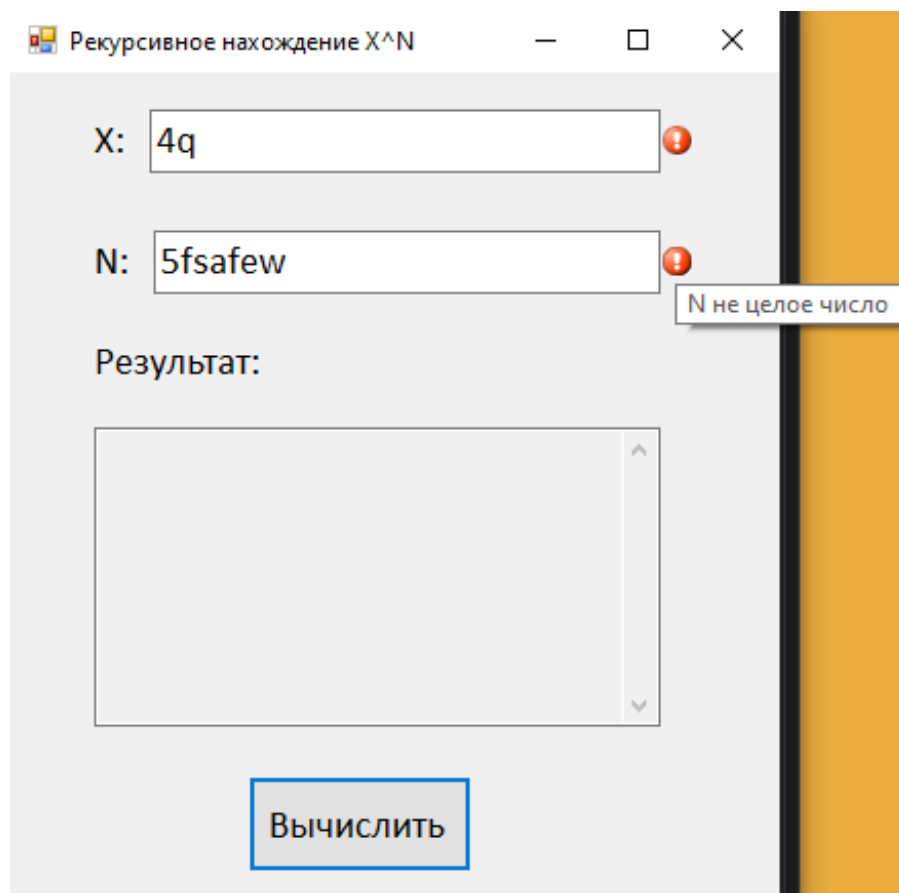 Рекурсивное нахождение X^N
X: 4q
N: 5fsafew
N не целое число
Результат:
Вычислить